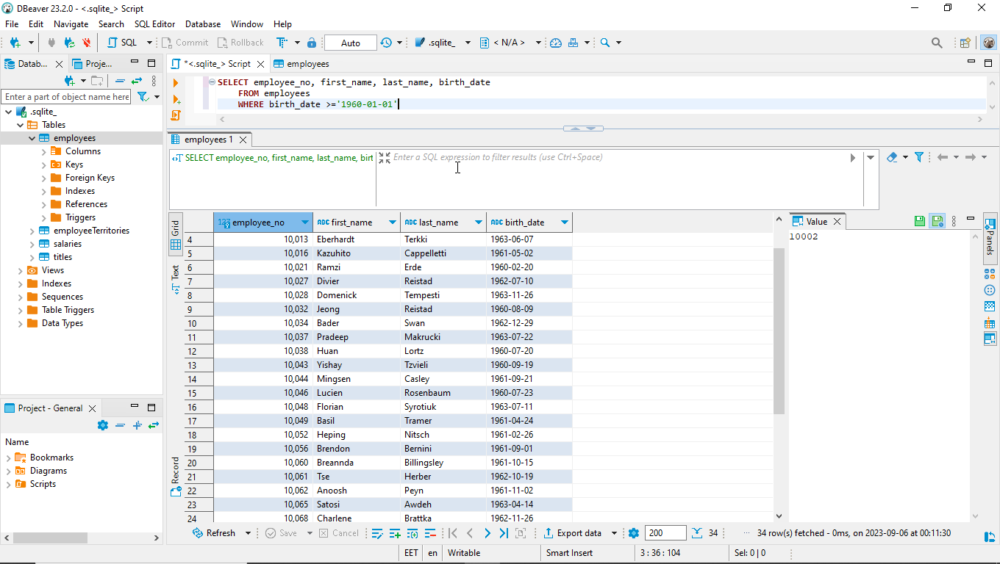 DBeaver 23.2.0 - <.sqlite_> Script
File Edit Navigate Search SQL Editor Database Window Help
SQL Commit Rollback Auto .sqlite_ < N/A >
Datab... Proje...
*<.sqlite_> Script employees
Enter a part of object name here
.sqlite_
Tables
employees
Columns
Keys
Foreign Keys
Indexes
References
Triggers
employeeTerritories
salaries
titles
Views
Indexes
Sequences
Table Triggers
Data Types
Project - General
Name
Bookmarks
Diagrams
Scripts
SELECT employee_no, first_name, last_name, birth_date
FROM employees
WHERE birth_date >='1960-01-01'
employees 1
SELECT employee_no, first_name, last_name, birt Enter a SQL expression to filter results (use Ctrl+Space)
Grid
Text
Record
123 employee_no ABC first_name ABC last_name ABC birth_date
4 10,013 Eberhardt Terkki 1963-06-07
5 10,016 Kazuhito Cappelletti 1961-05-02
6 10,021 Ramzi Erde 1960-02-20
7 10,027 Divier Reistad 1962-07-10
8 10,028 Domenick Tempesti 1963-11-26
9 10,032 Jeong Reistad 1960-08-09
10 10,034 Bader Swan 1962-12-29
11 10,037 Pradeep Makrucki 1963-07-22
12 10,038 Huan Lortz 1960-07-20
13 10,043 Yishay Tzvieli 1960-09-19
14 10,044 Mingsen Casley 1961-09-21
15 10,046 Lucien Rosenbaum 1960-07-23
16 10,048 Florian Syrotiuk 1963-07-11
17 10,049 Basil Tramer 1961-04-24
18 10,052 Heping Nitsch 1961-02-26
19 10,056 Brendon Bernini 1961-09-01
20 10,060 Breannda Billingsley 1961-10-15
21 10,061 Tse Herber 1962-10-19
22 10,062 Anoosh Peyn 1961-11-02
23 10,065 Satosi Awdeh 1963-04-14
24 10,068 Charlene Brattka 1962-11-26
Value
10002
Panels
Refresh Save Cancel Export data 200 34 34 row(s) fetched - 0ms, on 2023-09-06 at 00:11:30
EET en Writable Smart Insert 3 : 36 : 104 Sel: 0 | 0